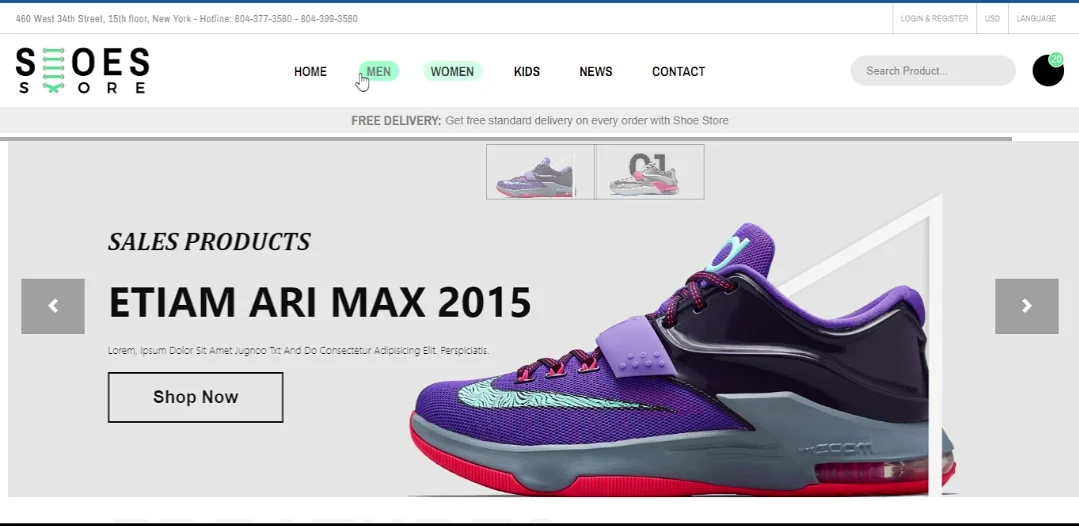 460 West 34th Street, 15th floor, New York - Hotline: 804-377-3580 - 804-399-3580
LOGIN & REGISTER USD LANGUAGE
SHOES
STORE
HOME MEN WOMEN KIDS NEWS CONTACT
Search Product...
20
FREE DELIVERY: Get free standard delivery on every order with Shoe Store
01
SALES PRODUCTS
ETIAM ARI MAX 2015
Lorem, Ipsum Dolor Sit Amet Jugnoo Txt And Do Consectetur Adipisicing Elit. Perspiciatis.
Shop Now
ZOOM